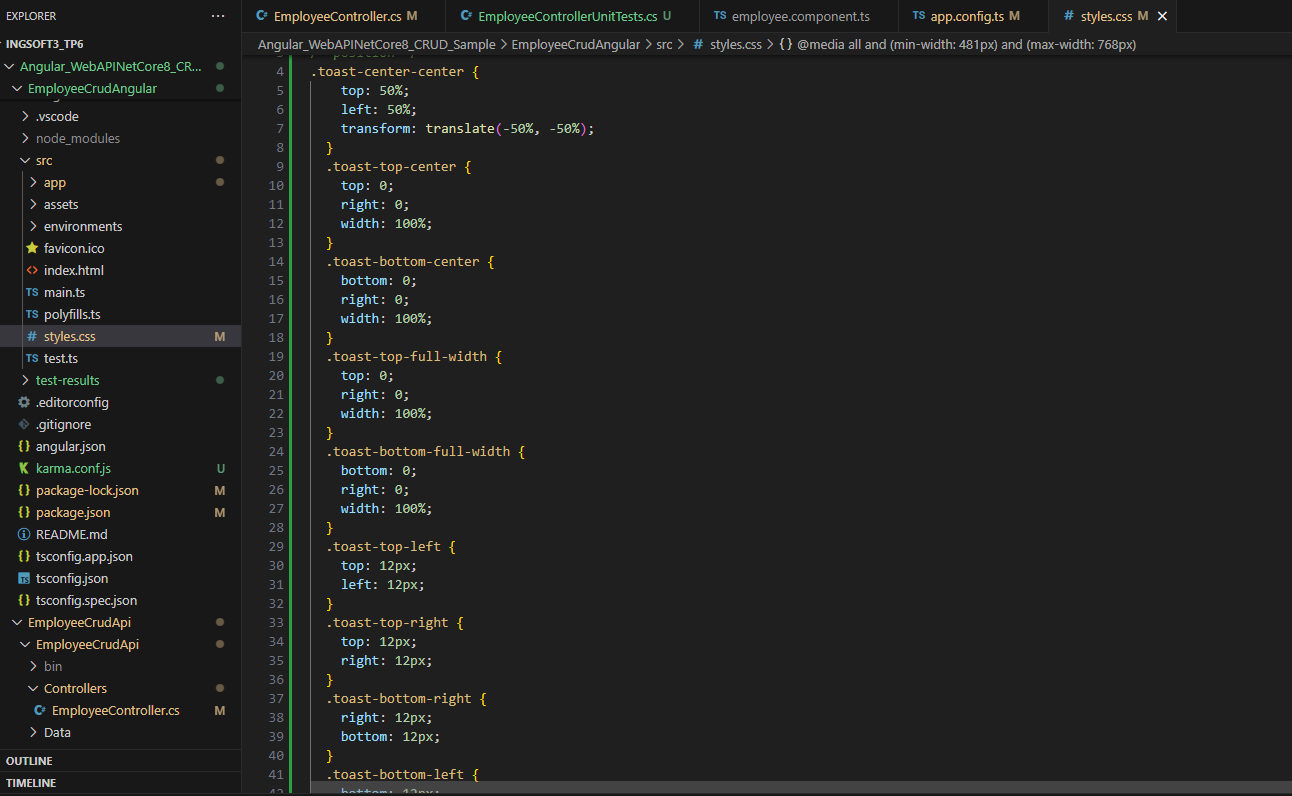 EXPLORER
INGSOFT3_TP6
Angular_WebAPINetCore8_CR...
EmployeeCrudAngular
.vscode
node_modules
src
app
assets
environments
favicon.ico
<> index.html
TS main.ts
TS polyfills.ts
# styles.css M
TS test.ts
test-results
.editorconfig
.gitignore
{} angular.json
karma.conf.js U
{} package-lock.json M
{} package.json M
README.md
{} tsconfig.app.json
TS tsconfig.json
{} tsconfig.spec.json
EmployeeCrudApi
EmployeeCrudApi
bin
Controllers
C# EmployeeController.cs M
Data
OUTLINE
TIMELINE
C# EmployeeController.cs M
C# EmployeeControllerUnitTests.cs U
TS employee.component.ts
TS app.config.ts M
# styles.css M
Angular_WebAPINetCore8_CRUD_Sample > EmployeeCrudAngular > src > # styles.css > {} @media all and (min-width: 481px) and (max-width: 768px)
4 .toast-center-center {
5 top: 50%;
6 left: 50%;
7 transform: translate(-50%, -50%);
8 }
9 .toast-top-center {
10 top: 0;
11 right: 0;
12 width: 100%;
13 }
14 .toast-bottom-center {
15 bottom: 0;
16 right: 0;
17 width: 100%;
18 }
19 .toast-top-full-width {
20 top: 0;
21 right: 0;
22 width: 100%;
23 }
24 .toast-bottom-full-width {
25 bottom: 0;
26 right: 0;
27 width: 100%;
28 }
29 .toast-top-left {
30 top: 12px;
31 left: 12px;
32 }
33 .toast-top-right {
34 top: 12px;
35 right: 12px;
36 }
37 .toast-bottom-right {
38 right: 12px;
39 bottom: 12px;
40 }
41 .toast-bottom-left {
42 bottom: 12px;